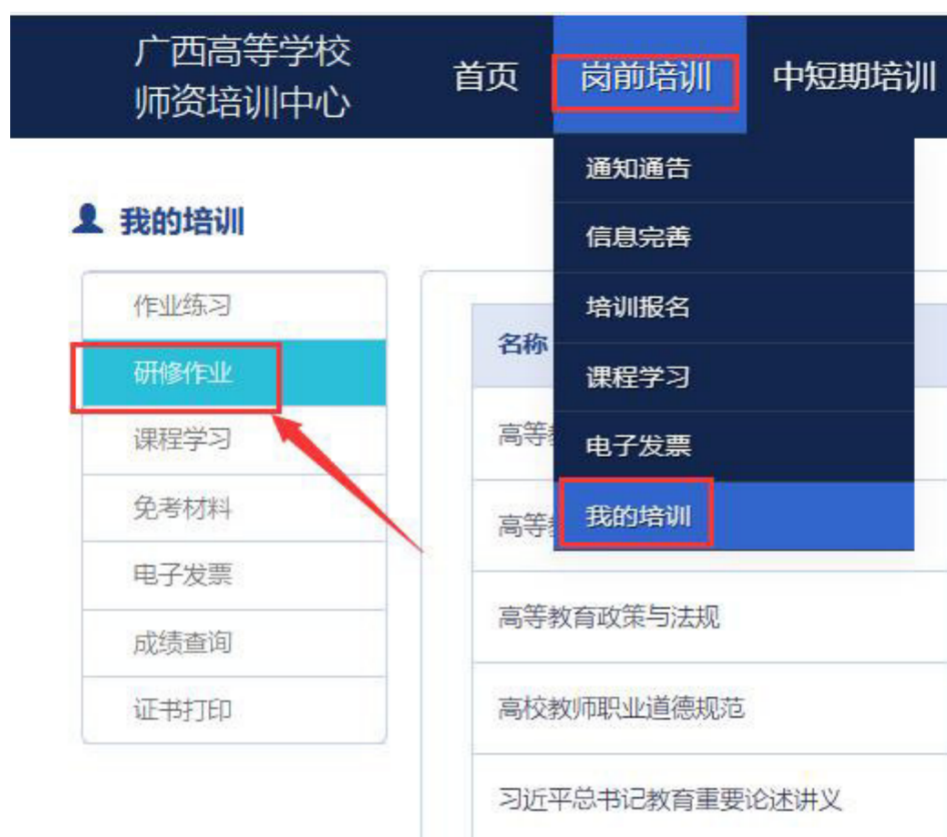 广西高等学校
师资培训中心
首页
岗前培训
中短期培训
通知通告
信息完善
培训报名
课程学习
电子发票
我的培训
我的培训
作业练习
研修作业
课程学习
免考材料
电子发票
成绩查询
证书打印
名称
高等
高等
高等教育政策与法规
高校教师职业道德规范
习近平总书记教育重要论述讲义